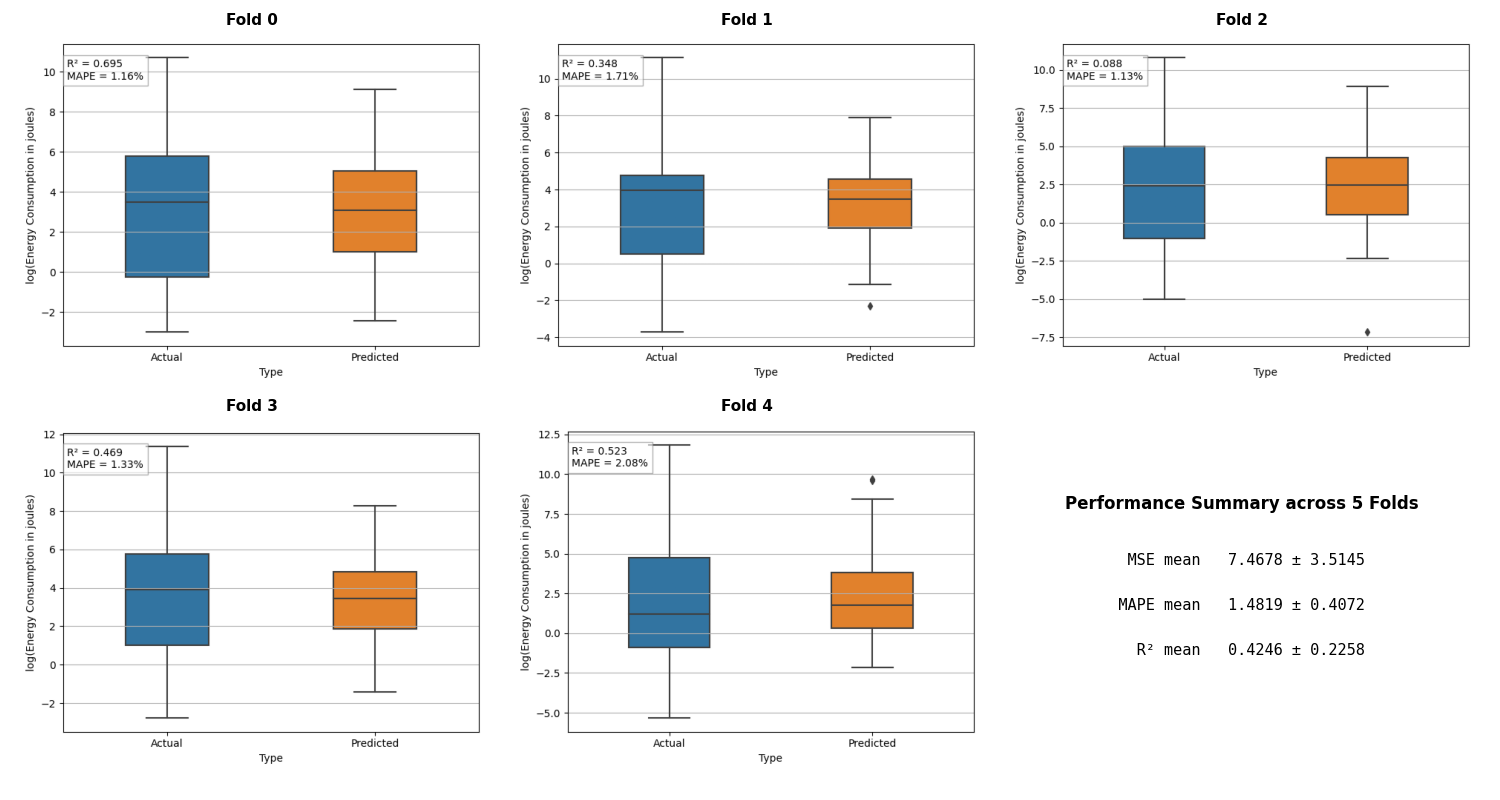 Fold 0
R² = 0.695
MAPE = 1.16%
10
8
6
4
2
0
−2
log(Energy Consumption in joules)
Actual
Predicted
Type
Fold 1
R² = 0.348
MAPE = 1.71%
10
8
6
4
2
0
−2
−4
log(Energy Consumption in joules)
Actual
Predicted
Type
Fold 2
R² = 0.088
MAPE = 1.13%
10.0
7.5
5.0
2.5
0.0
−2.5
−5.0
−7.5
log(Energy Consumption in joules)
Actual
Predicted
Type
Fold 3
R² = 0.469
MAPE = 1.33%
12
10
8
6
4
2
0
−2
log(Energy Consumption in joules)
Actual
Predicted
Type
Fold 4
R² = 0.523
MAPE = 2.08%
12.5
10.0
7.5
5.0
2.5
0.0
−2.5
−5.0
log(Energy Consumption in joules)
Actual
Predicted
Type
Performance Summary across 5 Folds
MSE mean 7.4678 ± 3.5145
MAPE mean 1.4819 ± 0.4072
R² mean 0.4246 ± 0.2258